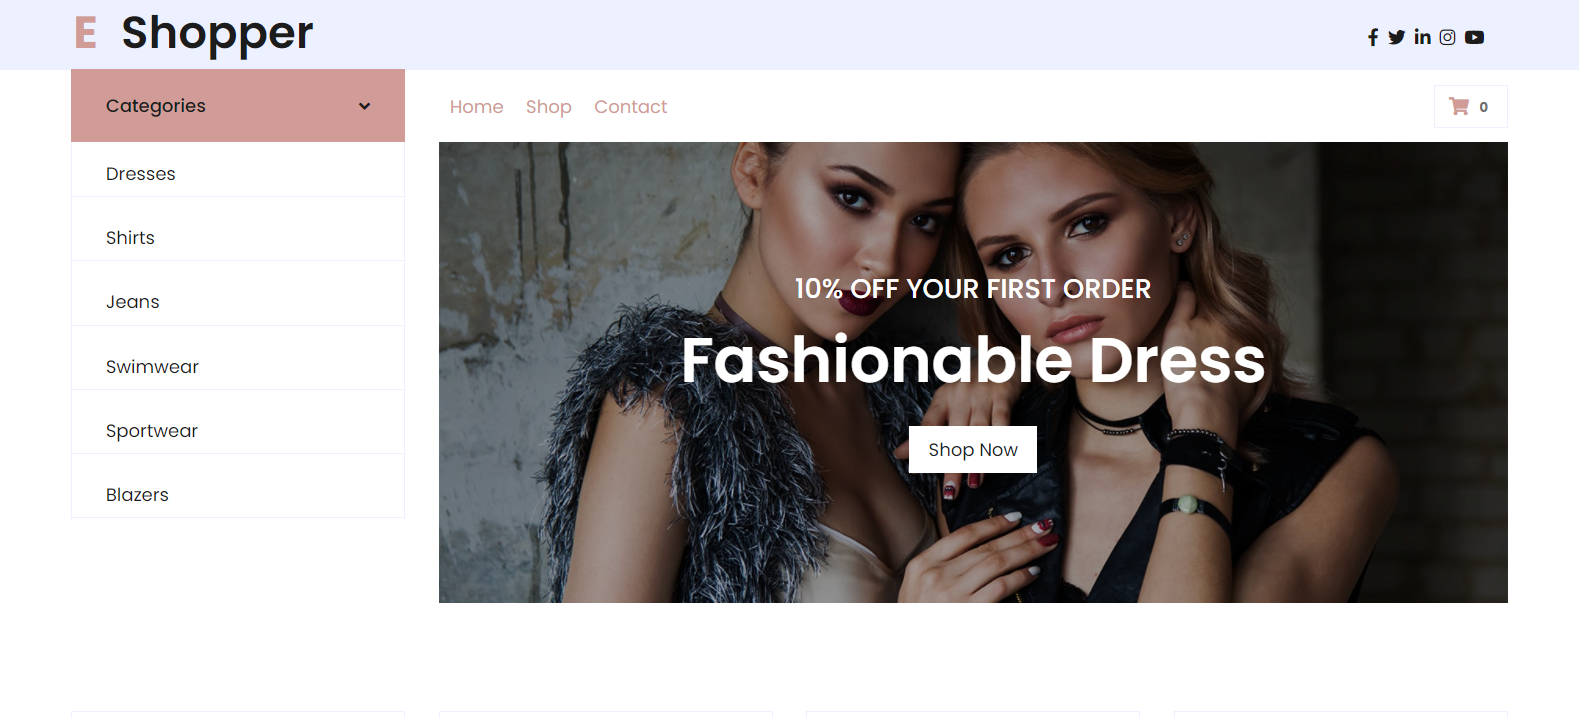 E Shopper
Categories
Home Shop Contact
0
Dresses
Shirts
Jeans
Swimwear
Sportwear
Blazers
10% OFF YOUR FIRST ORDER
Fashionable Dress
Shop Now